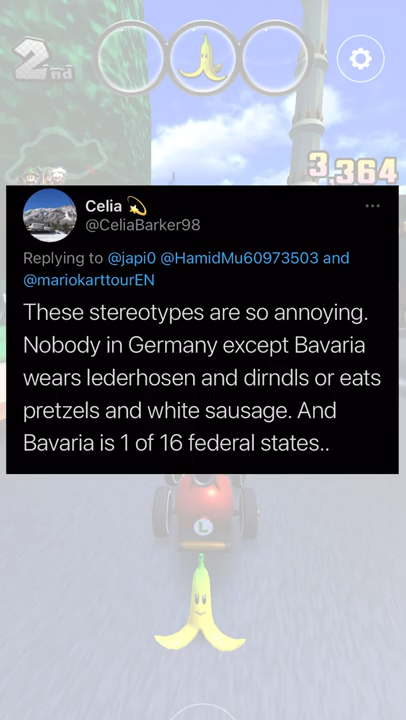 2nd
3,364
Celia 💫
@CeliaBarker98
Replying to @japi0 @HamidMu60973503 and
@mariokarttourEN
These stereotypes are so annoying.
Nobody in Germany except Bavaria
wears lederhosen and dirndls or eats
pretzels and white sausage. And
Bavaria is 1 of 16 federal states..
L